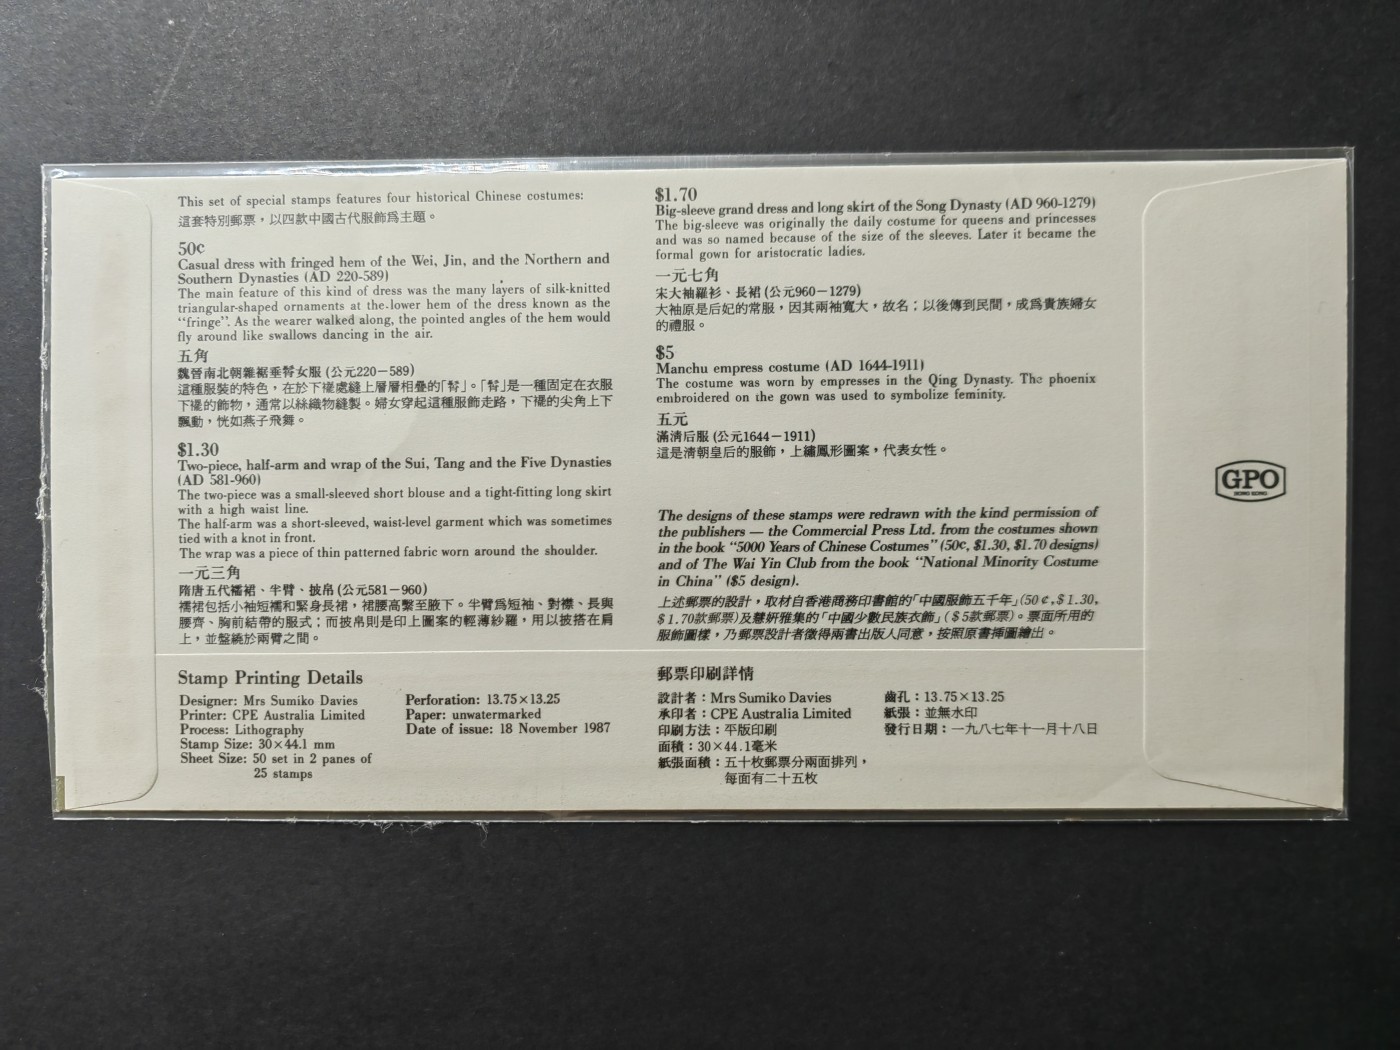 This set of special stamps features four historical Chinese costumes:
這套特別郵票，以四款中國古代服飾爲主題。
50¢
Casual dress with fringed hem of the Wei, Jin, and the Northern and
Southern Dynasties (AD 220-589)
The main feature of this kind of dress was the many layers of silk-knitted
triangular-shaped ornaments at the lower hem of the dress known as the
“fringe”. As the wearer walked along, the pointed angles of the hem would
fly around like swallows dancing in the air.
五角
魏晉南北朝雜裾垂髾女服 (公元220－589)
這種服裝的特色，在於下襬處縫上層層相疊的「髾」。「髾」是一種固定在衣服
下襬的飾物，通常以絲織物縫製。婦女穿起這種服飾走路，下襬的尖角上下
飄動，恍如燕子飛舞。
$1.30
Two-piece, half-arm and wrap of the Sui, Tang and the Five Dynasties
(AD 581-960)
The two-piece was a small-sleeved short blouse and a tight-fitting long skirt
with a high waist line.
The half-arm was a short-sleeved, waist-level garment which was sometimes
tied with a knot in front.
The wrap was a piece of thin patterned fabric worn around the shoulder.
一元三角
隋唐五代襦裙、半臂、披帛 (公元581－960)
襦裙包括小袖短襦和緊身長裙，裙腰高繫至腋下。半臂爲短袖、對襟、長與
腰齊、胸前結帶的服式；而披帛則是印上圖案的輕薄紗羅，用以披搭在肩
上，並盤繞於兩臂之間。
$1.70
Big-sleeve grand dress and long skirt of the Song Dynasty (AD 960-1279)
The big-sleeve was originally the daily costume for queens and princesses
and was so named because of the size of the sleeves. Later it became the
formal gown for aristocratic ladies.
一元七角
宋大袖羅衫、長裙 (公元960－1279)
大袖原是后妃的常服，因其兩袖寬大，故名；以後傳到民間，成爲貴族婦女
的禮服。
$5
Manchu empress costume (AD 1644-1911)
The costume was worn by empresses in the Qing Dynasty. The phoenix
embroidered on the gown was used to symbolize feminity.
五元
滿清后服 (公元1644－1911)
這是清朝皇后的服飾，上繡鳳形圖案，代表女性。
The designs of these stamps were redrawn with the kind permission of
the publishers — the Commercial Press Ltd. from the costumes shown
in the book “5000 Years of Chinese Costumes” (50¢, $1.30, $1.70 designs)
and of The Wai Yin Club from the book “National Minority Costume
in China” ($5 design).
上述郵票的設計，取材自香港商務印書館的「中國服飾五千年」(50¢,$1.30,
$1.70款郵票)及慧妍雅集的「中國少數民族衣飾」($5款郵票)。票面所用的
服飾圖樣，乃郵票設計者徵得兩書出版人同意，按照原書挿圖繪出。
Stamp Printing Details
Designer: Mrs Sumiko Davies
Printer: CPE Australia Limited
Process: Lithography
Stamp Size: 30×44.1 mm
Sheet Size: 50 set in 2 panes of
25 stamps
Perforation: 13.75×13.25
Paper: unwatermarked
Date of issue: 18 November 1987
郵票印刷詳情
設計者：Mrs Sumiko Davies
承印者：CPE Australia Limited
印刷方法：平版印刷
面積：30×44.1毫米
紙張面積：五十枚郵票分兩面排列，
每面有二十五枚
齒孔：13.75×13.25
紙張：並無水印
發行日期：一九八七年十一月十八日
GPO
HONG KONG